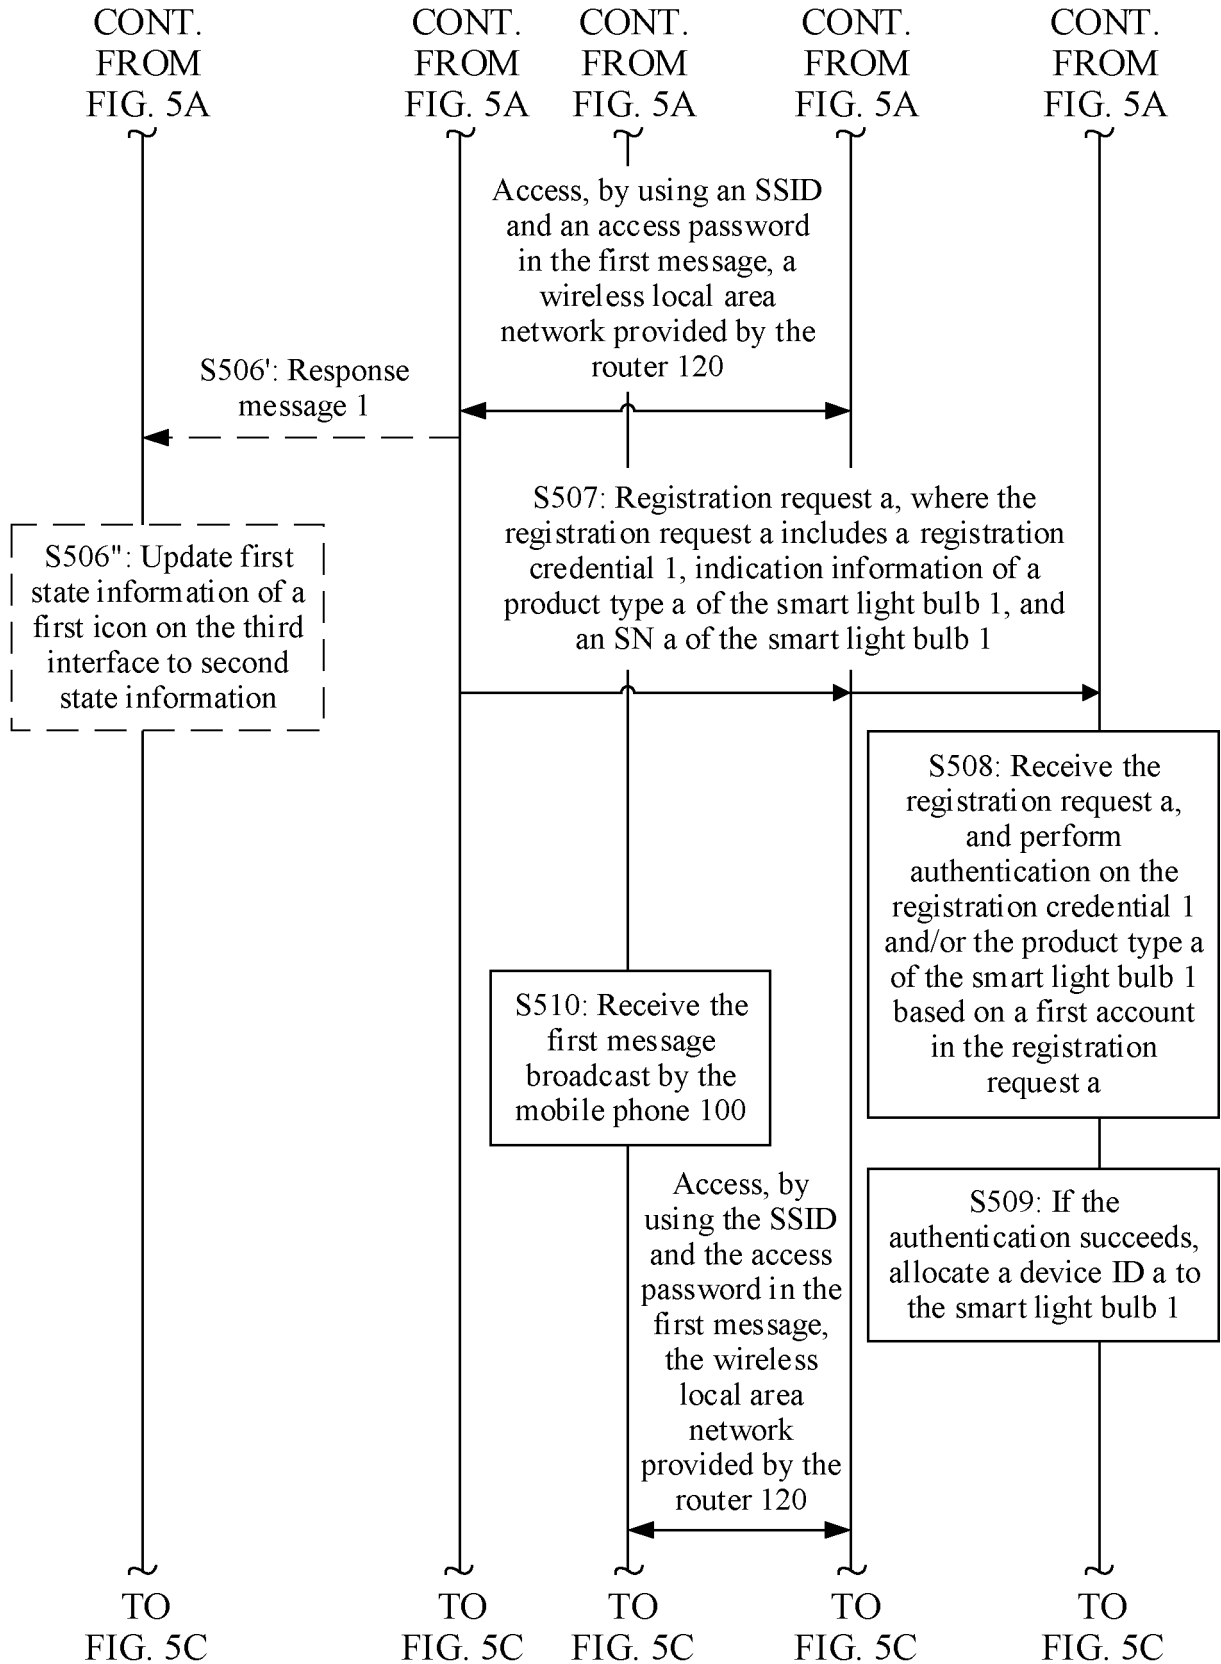 CONT.
FROM
FIG. 5A
CONT.
FROM
FIG. 5A
CONT.
FROM
FIG. 5A
CONT.
FROM
FIG. 5A
CONT.
FROM
FIG. 5A
Access, by using an SSID
and an access password
in the first message, a
wireless local area
network provided by the
router 120
S506': Response
message 1
S507: Registration request a, where the
registration request a includes a registration
credential 1, indication information of a
product type a of the smart light bulb 1, and
an SN a of the smart light bulb 1
S506": Update first
state information of a
first icon on the third
interface to second
state information
S508: Receive the
registration request a,
and perform
authentication on the
registration credential 1
and/or the product type a
of the smart light bulb 1
based on a first account
in the registration
request a
S510: Receive the
first message
broadcast by the
mobile phone 100
Access, by
using the SSID
and the access
password in the
first message,
the wireless
local area
network
provided by the
router 120
S509: If the
authentication succeeds,
allocate a device ID a to
the smart light bulb 1
TO
FIG. 5C
TO
FIG. 5C
TO
FIG. 5C
TO
FIG. 5C
TO
FIG. 5C